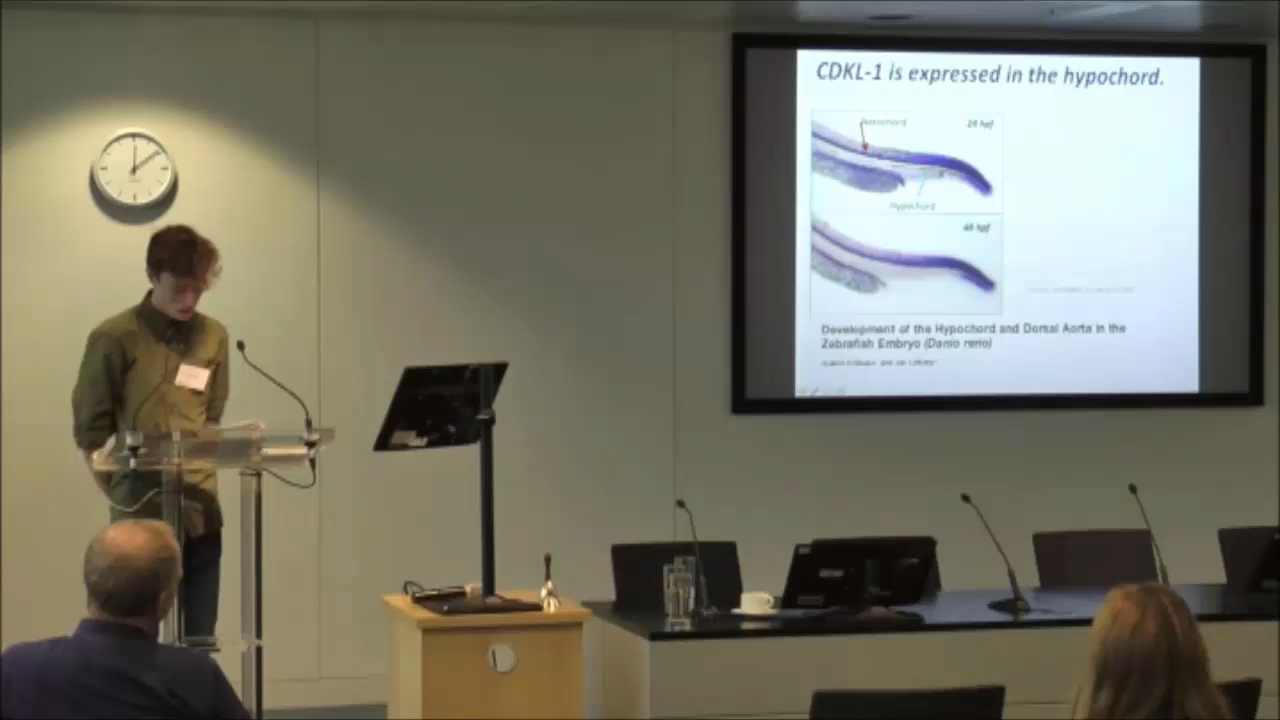 CDKL-1 is expressed in the hypochord.
Notochord
24 hpf
Hypochord
48 hpf
Development of the Hypochord and Dorsal Aorta in the
Zebrafish Embryo (Danio rerio)